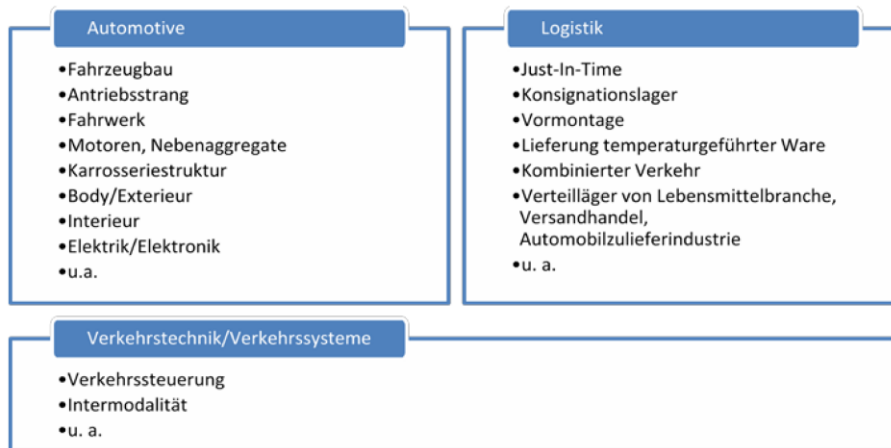 Automotive
•Fahrzeugbau
•Antriebsstrang
•Fahrwerk
•Motoren, Nebenaggregate
•Karrosseriestruktur
•Body/Exterieur
•Interieur
•Elektrik/Elektronik
•u.a.
Logistik
•Just-In-Time
•Konsignationslager
•Vormontage
•Lieferung temperaturgeführter Ware
•Kombinierter Verkehr
•Verteilläger von Lebensmittelbranche,
Versandhandel,
Automobilzulieferindustrie
•u. a.
Verkehrstechnik/Verkehrssysteme
•Verkehrssteuerung
•Intermodalität
•u. a.